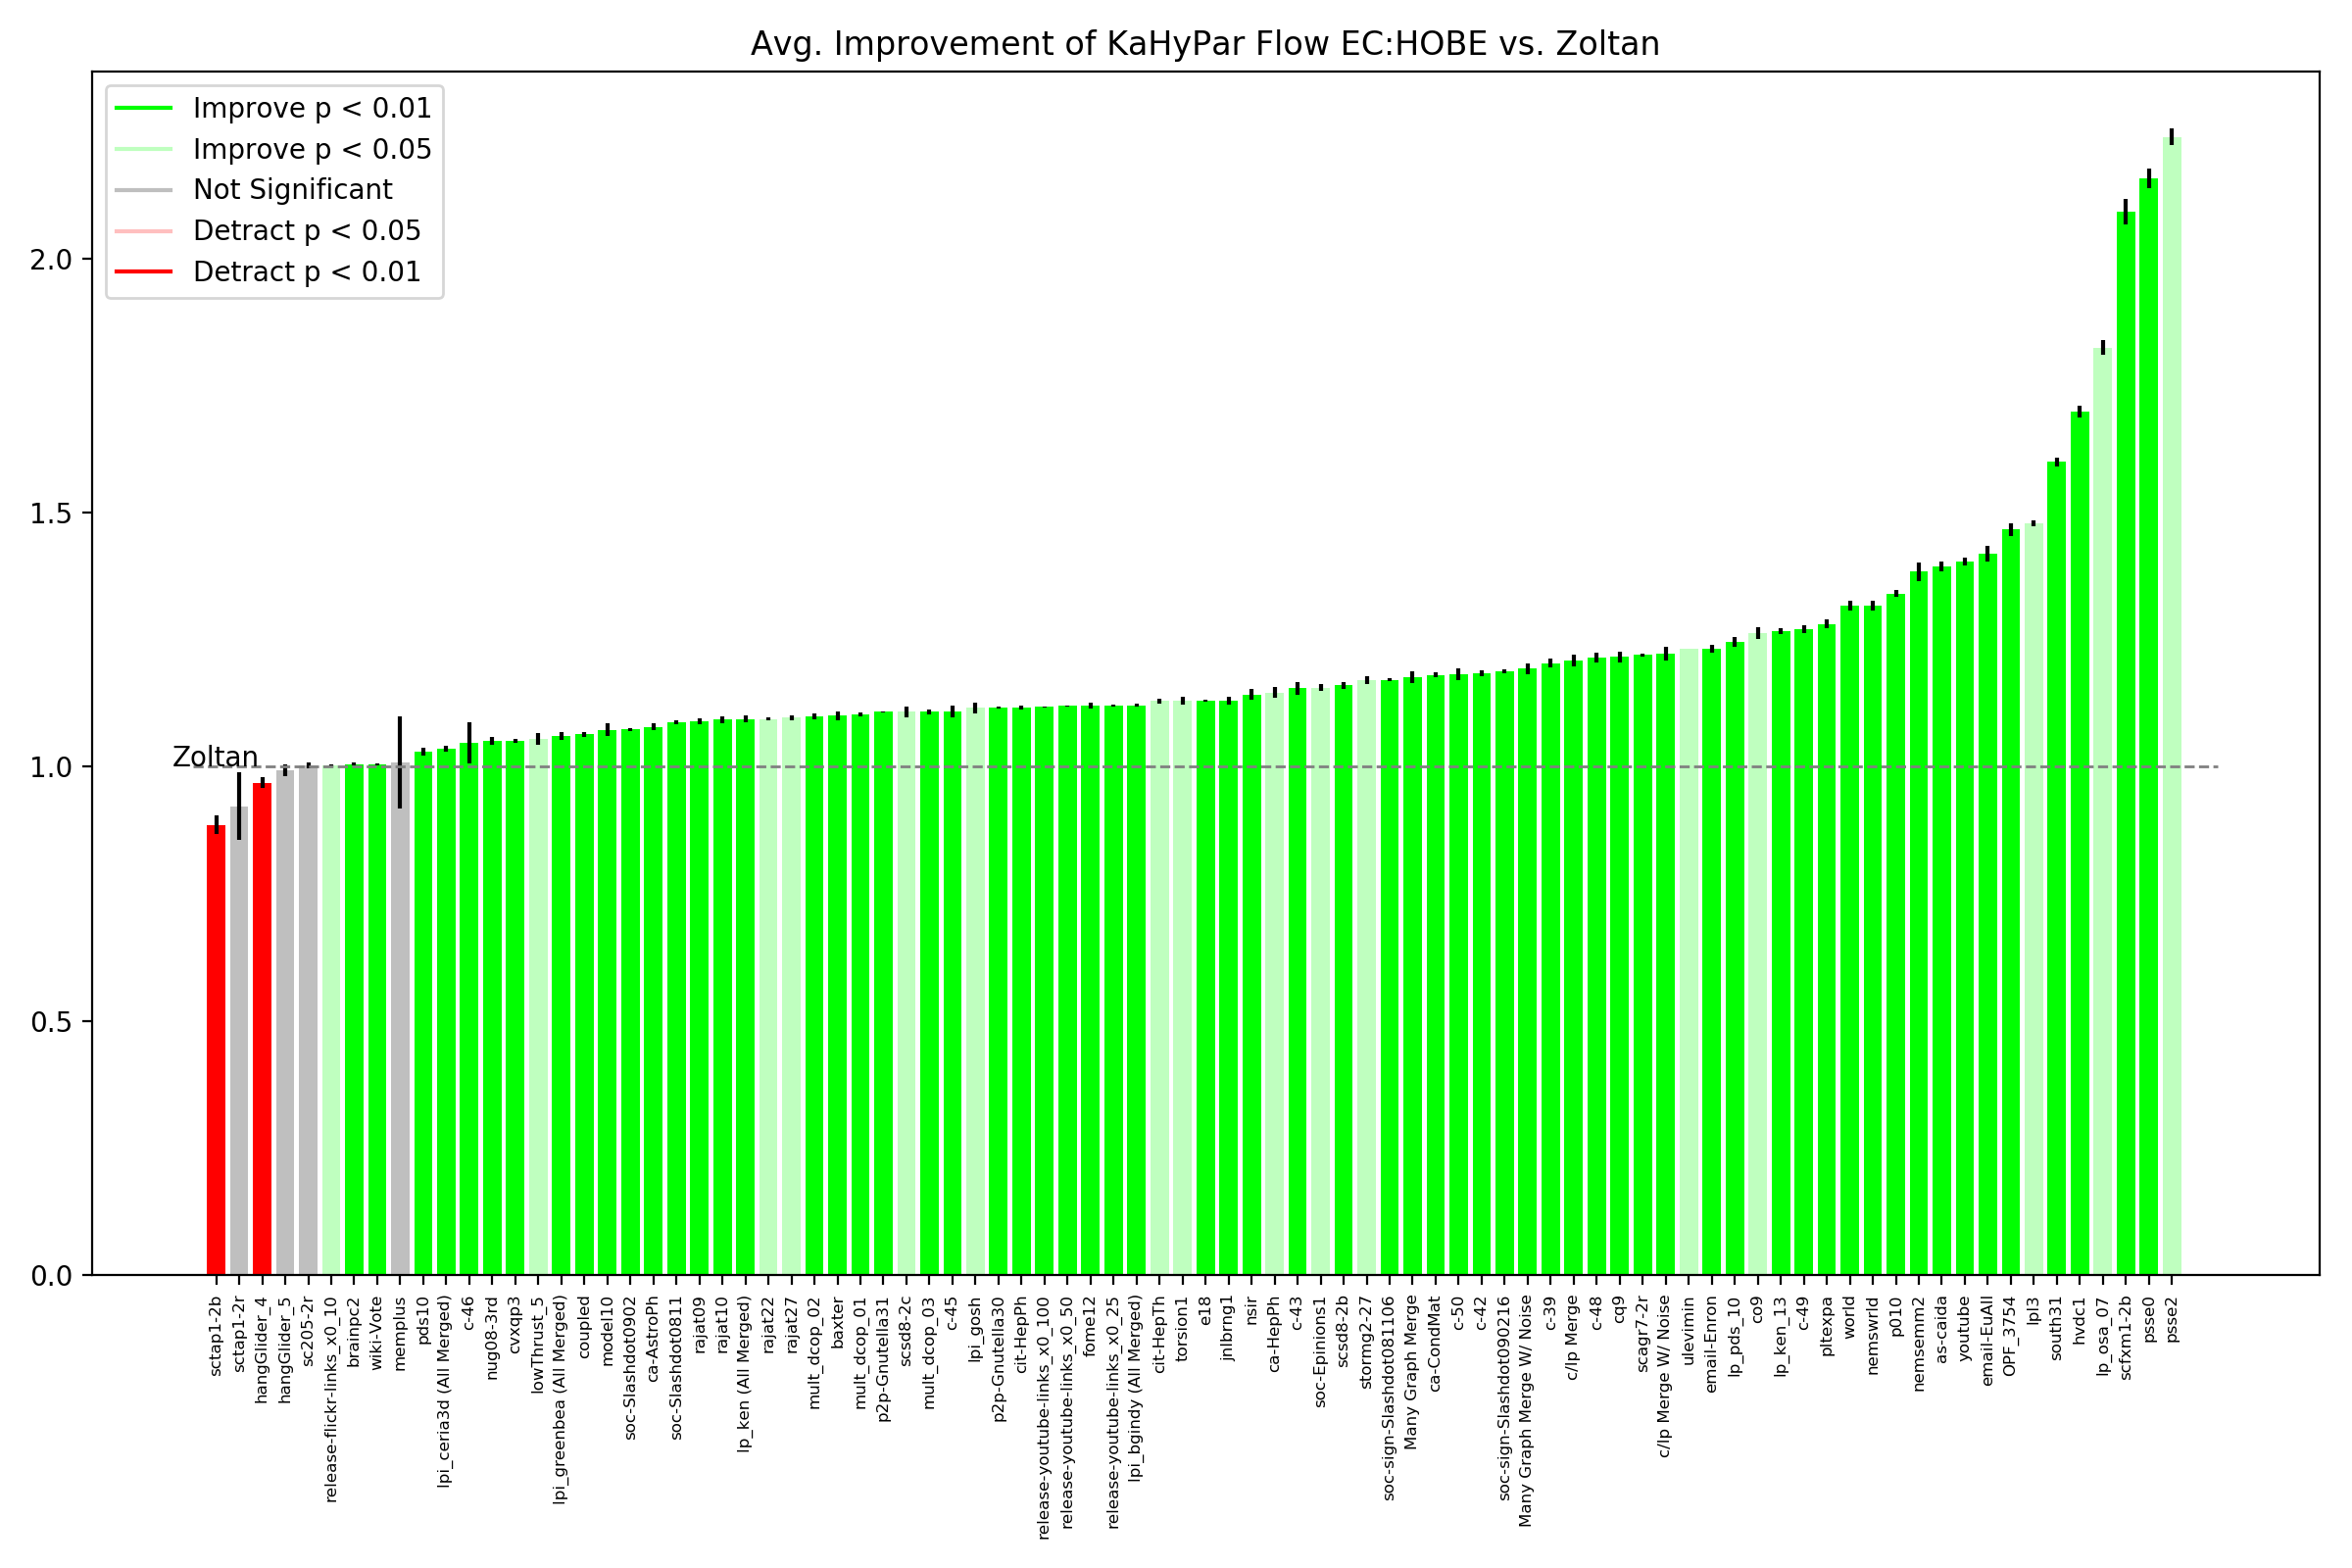 Avg. Improvement of KaHyPar Flow EC:HOBE vs. Zoltan
Improve p < 0.01
Improve p < 0.05
Not Significant
Detract p < 0.05
Detract p < 0.01
2.0
1.5
1.0
0.5
0.0
Zoltan
sctap1-2b
sctap1-2r
hangGlider_4
hangGlider_5
sc205-2r
release-flickr-links_x0_10
brainpc2
wiki-Vote
memplus
pds10
lpi_ceria3d (All Merged)
c-46
nug08-3rd
cvxqp3
lowThrust_5
lpi_greenbea (All Merged)
coupled
model10
soc-Slashdot0902
ca-AstroPh
soc-Slashdot0811
rajat09
rajat10
lp_ken (All Merged)
rajat22
rajat27
mult_dcop_02
baxter
mult_dcop_01
p2p-Gnutella31
scsd8-2c
mult_dcop_03
c-45
lpi_gosh
p2p-Gnutella30
cit-HepPh
release-youtube-links_x0_100
release-youtube-links_x0_50
fome12
release-youtube-links_x0_25
lpi_bgindy (All Merged)
cit-HepTh
torsion1
e18
jnlbrng1
nsir
ca-HepPh
c-43
soc-Epinions1
scsd8-2b
stormg2-27
soc-sign-Slashdot081106
Many Graph Merge
ca-CondMat
c-50
c-42
soc-sign-Slashdot090216
Many Graph Merge W/ Noise
c-39
c/lp Merge
c-48
cq9
scagr7-2r
c/lp Merge W/ Noise
ulevimin
email-Enron
lp_pds_10
co9
lp_ken_13
c-49
pltexpa
world
nemswrld
p010
nemsemm2
as-caida
youtube
email-EuAll
OPF_3754
lpl3
south31
hvdc1
lp_osa_07
scfxm1-2b
psse0
psse2